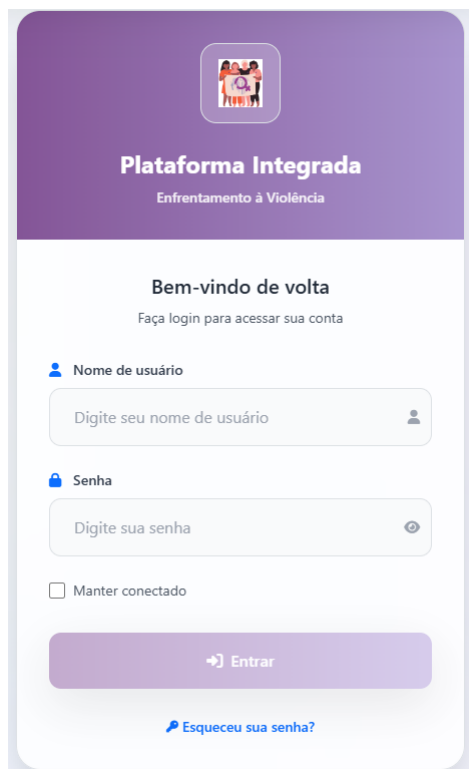 Plataforma Integrada
Enfrentamento à Violência
Bem-vindo de volta
Faça login para acessar sua conta
Nome de usuário
Digite seu nome de usuário
Senha
Digite sua senha
Manter conectado
Entrar
Esqueceu sua senha?